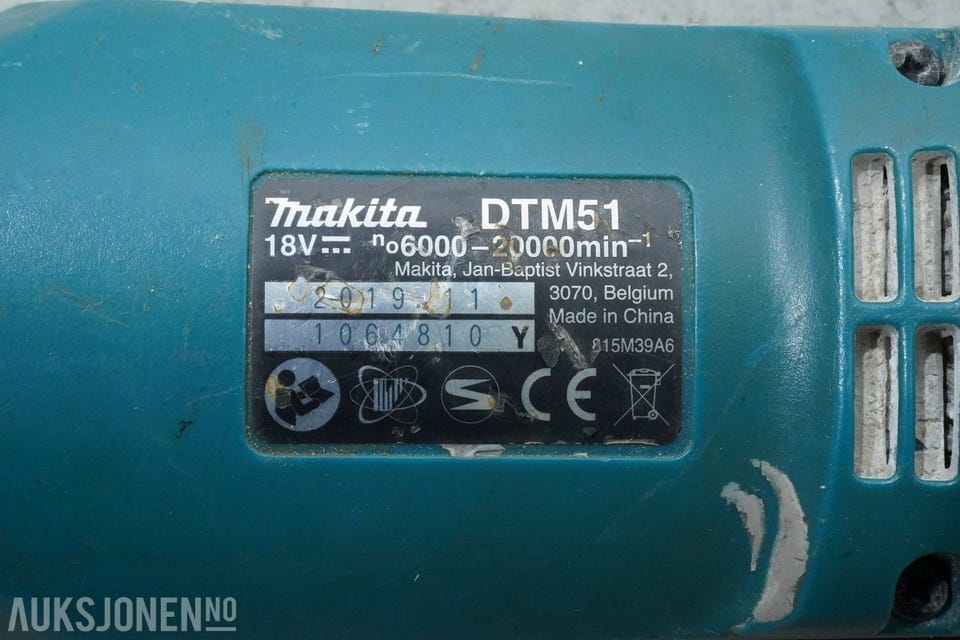 makita DTM51
18V⎓ n₀6000–20000min⁻¹
Makita, Jan-Baptist Vinkstraat 2,
3070, Belgium
Made in China
2019 11
1064810 Y
815M39A6
CE
AUKSJONEN NO